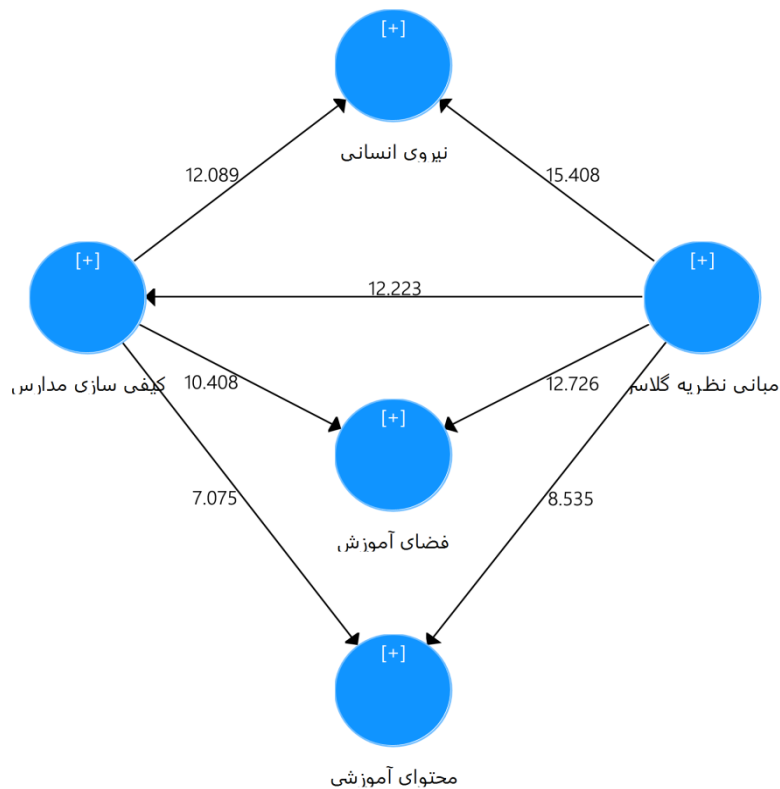 [+]
نیروی انسانی
12.089
15.408
[+]
[+]
12.223
کیفی سازی مدارس
مبانی نظریه گلاسر
10.408
12.726
[+]
7.075
8.535
فضای آموزش
[+]
محتوای آموزشی